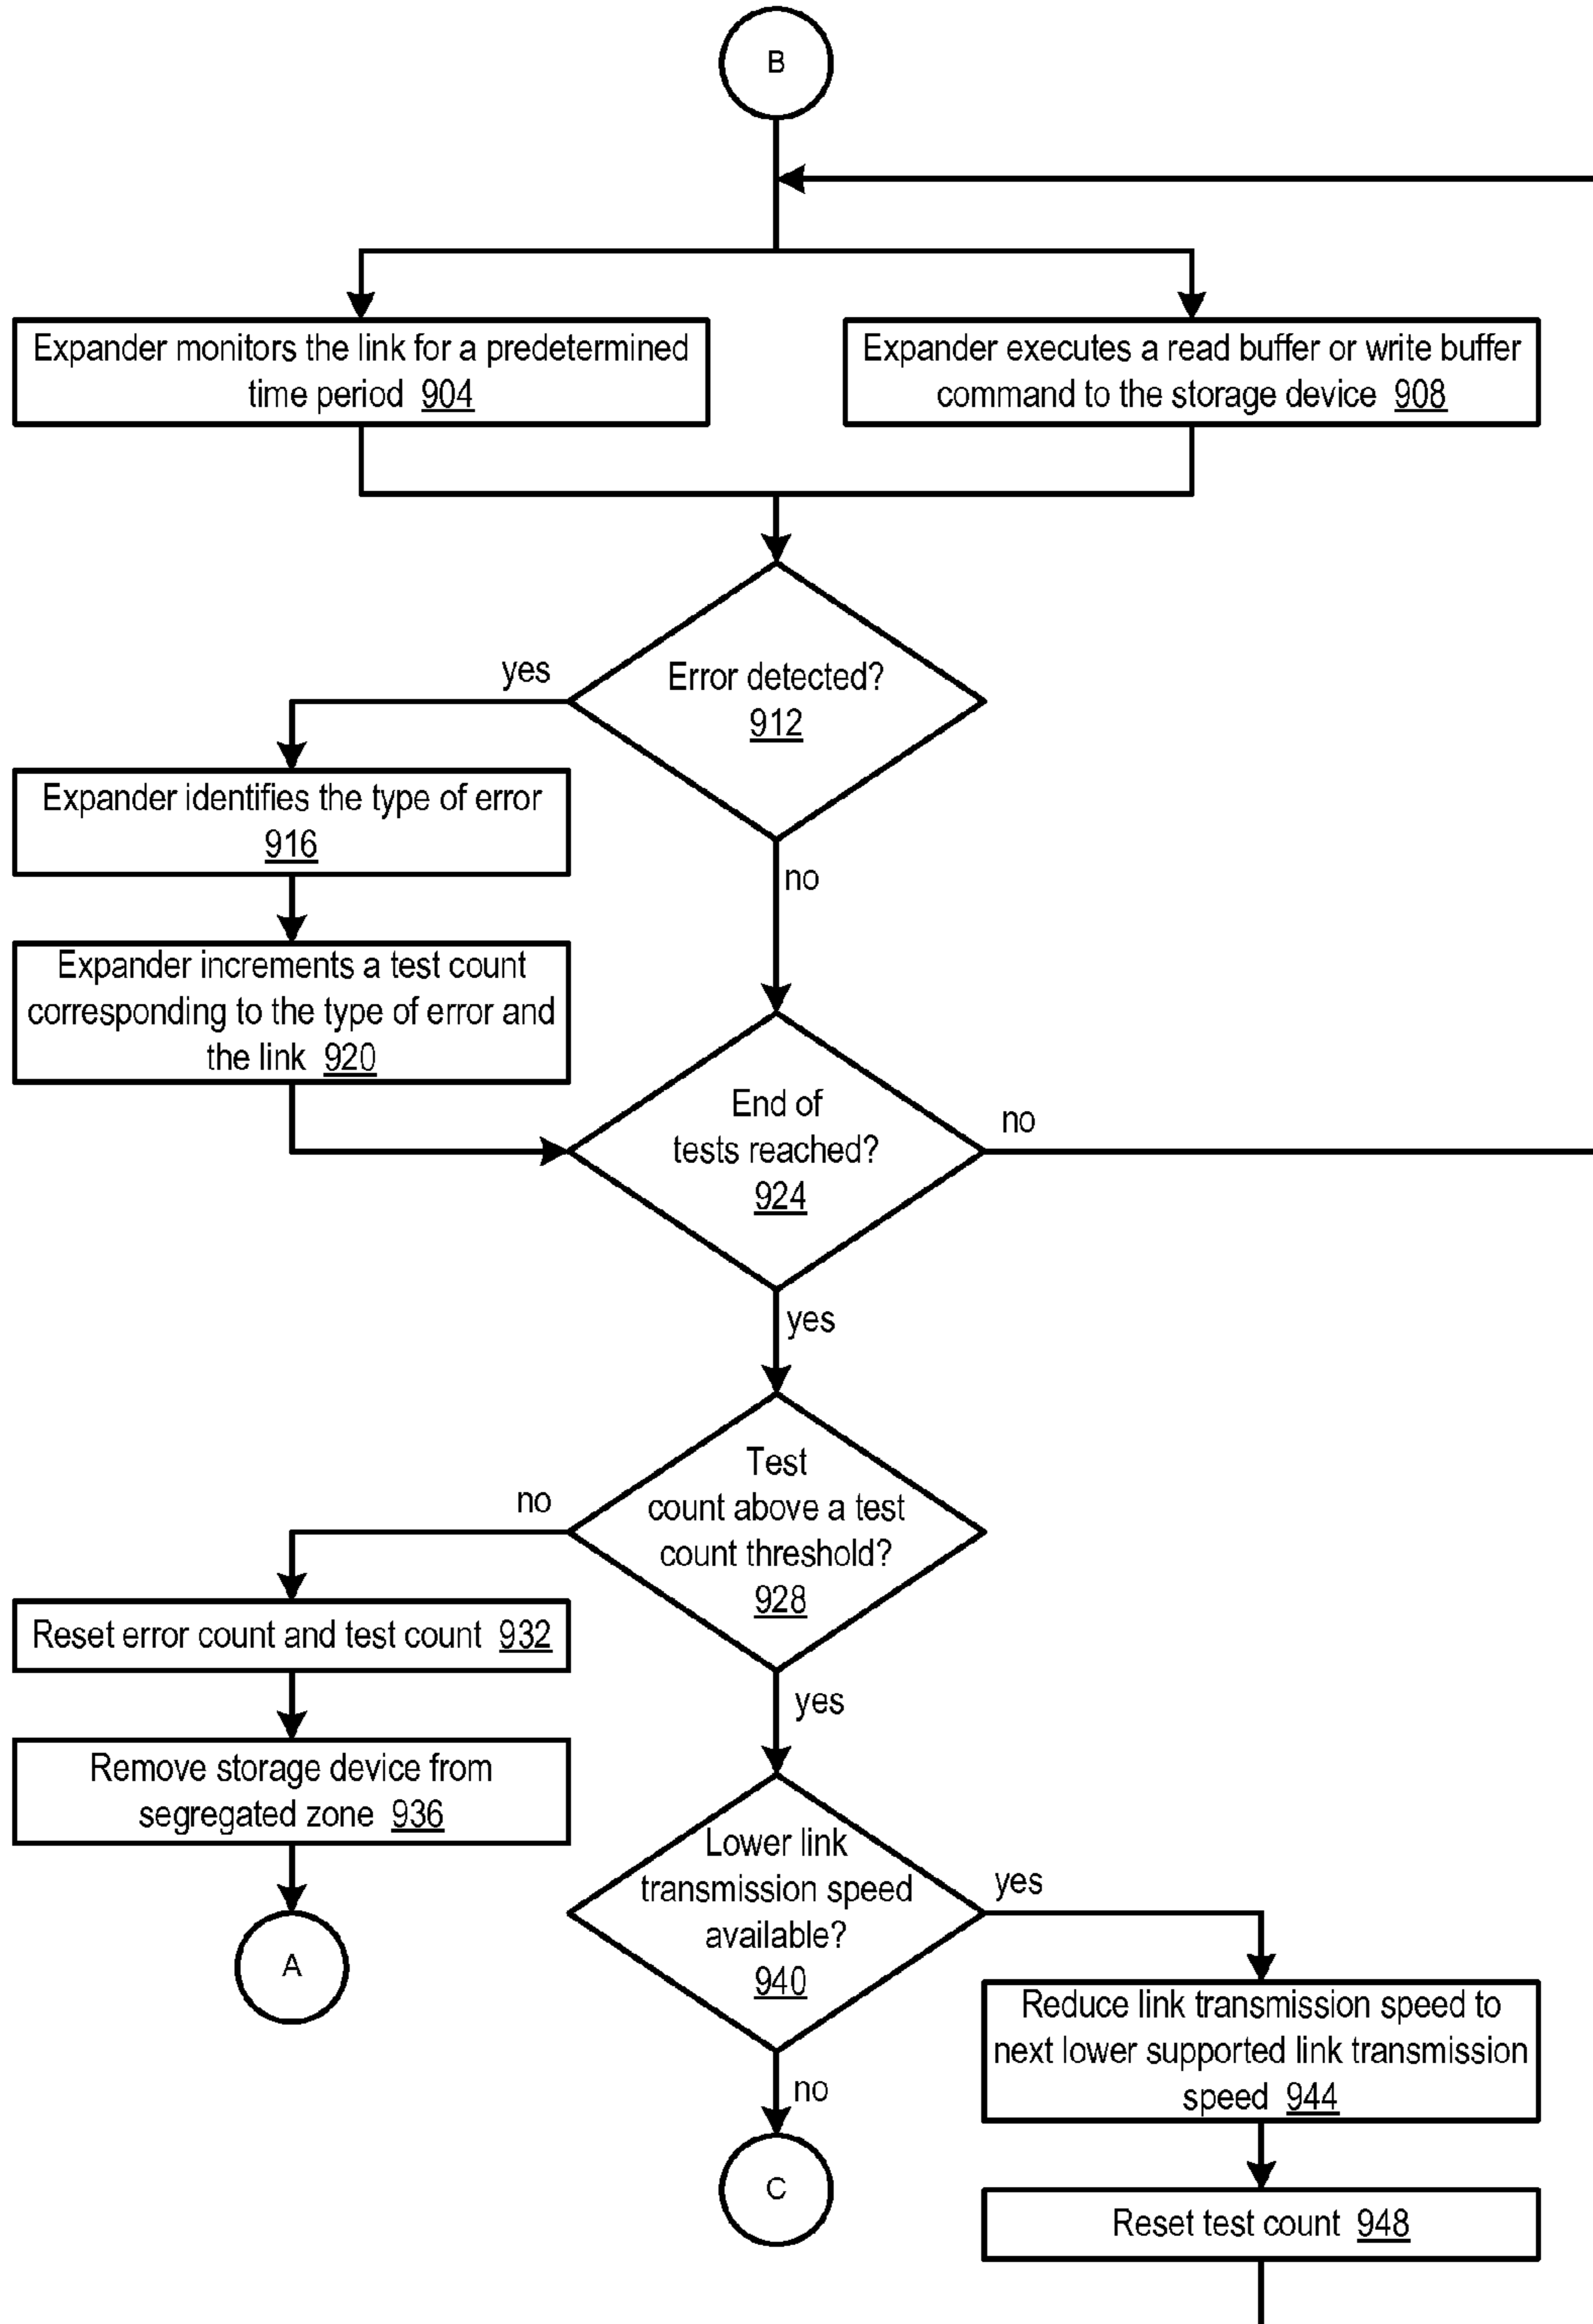 B
Expander monitors the link for a predetermined
time period 904
Expander executes a read buffer or write buffer
command to the storage device 908
Error detected?
912
yes
no
Expander identifies the type of error
916
Expander increments a test count
corresponding to the type of error and
the link 920
End of
tests reached?
924
no
yes
Test
count above a test
count threshold?
928
no
yes
Reset error count and test count 932
Remove storage device from
segregated zone 936
A
Lower link
transmission speed
available?
940
yes
no
Reduce link transmission speed to
next lower supported link transmission
speed 944
C
Reset test count 948